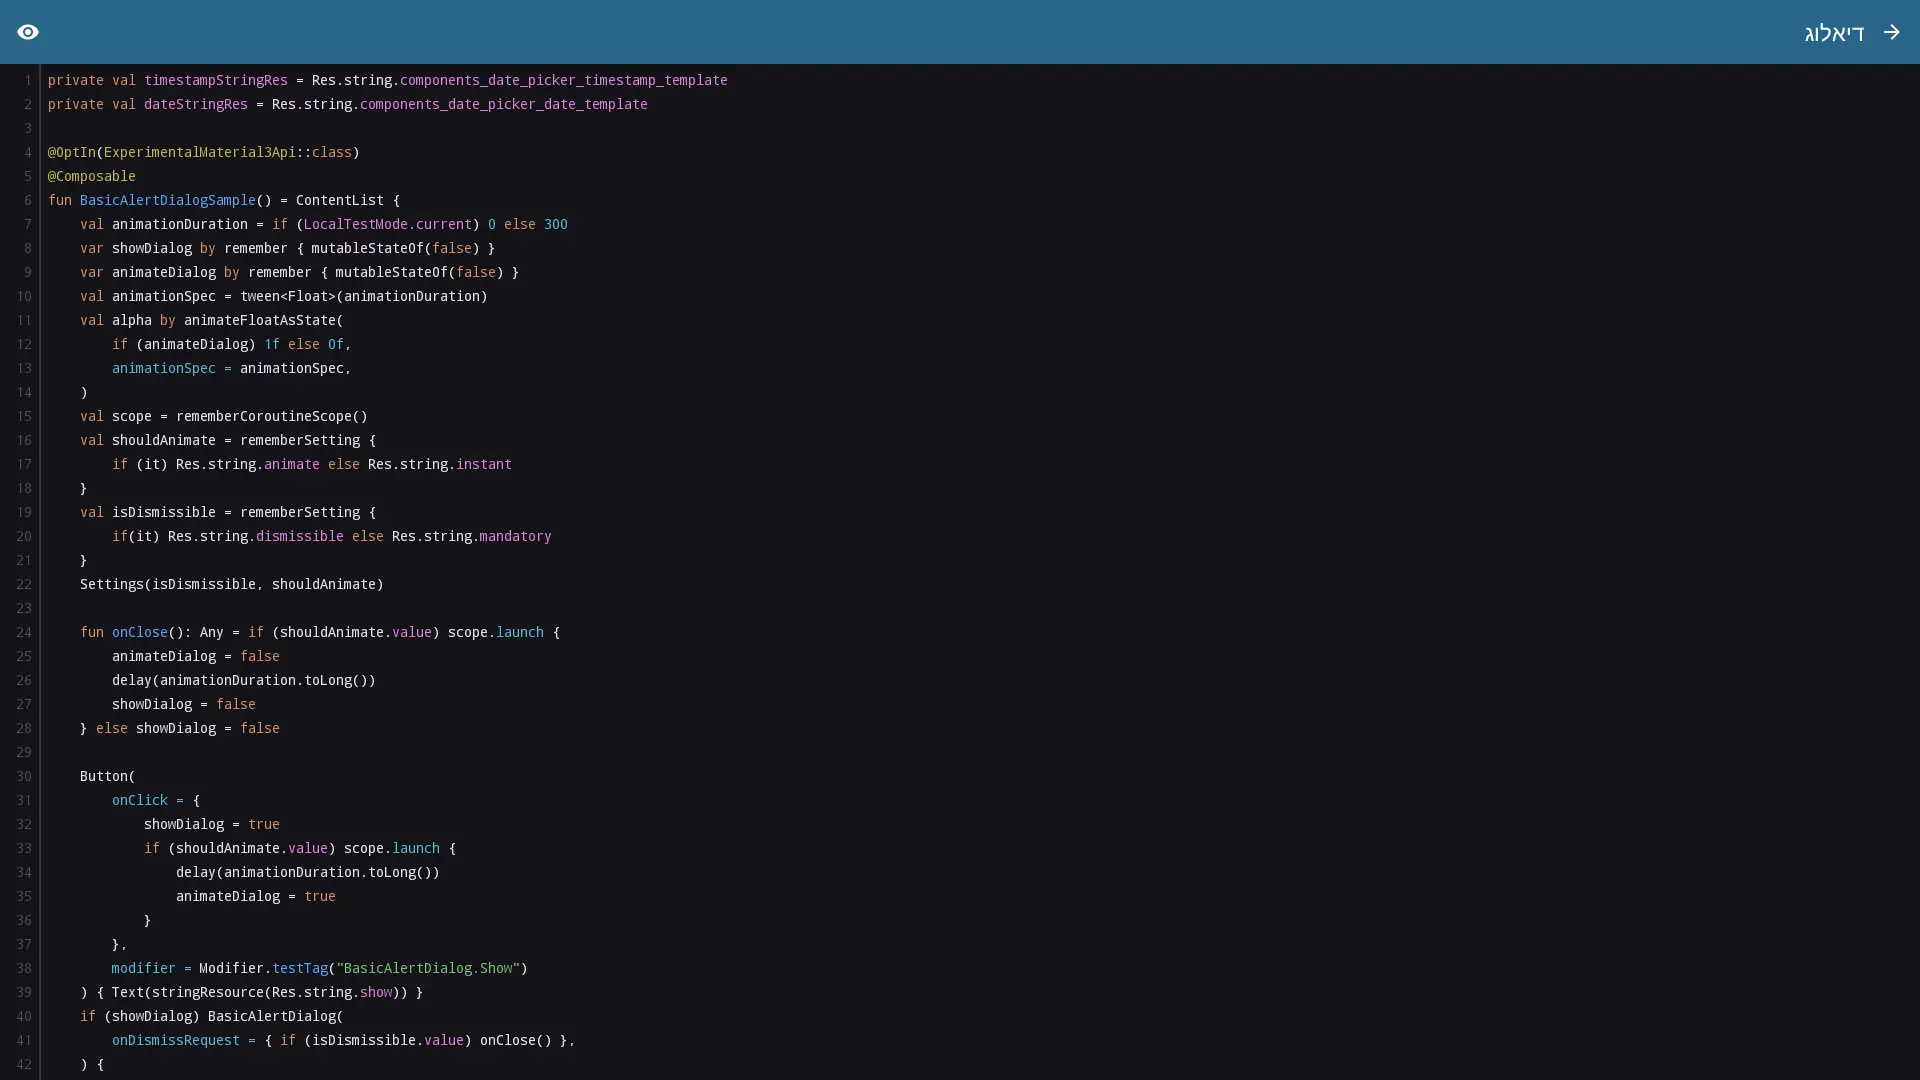 דיאלוג
1 private val timestampStringRes = Res.string.components_date_picker_timestamp_template
2 private val dateStringRes = Res.string.components_date_picker_date_template
3
4 @OptIn(ExperimentalMaterial3Api::class)
5 @Composable
6 fun BasicAlertDialogSample() = ContentList {
7     val animationDuration = if (LocalTestMode.current) 0 else 300
8     var showDialog by remember { mutableStateOf(false) }
9     var animateDialog by remember { mutableStateOf(false) }
10     val animationSpec = tween<Float>(animationDuration)
11     val alpha by animateFloatAsState(
12         if (animateDialog) 1f else 0f,
13         animationSpec = animationSpec,
14     )
15     val scope = rememberCoroutineScope()
16     val shouldAnimate = rememberSetting {
17         if (it) Res.string.animate else Res.string.instant
18     }
19     val isDismissible = rememberSetting {
20         if(it) Res.string.dismissible else Res.string.mandatory
21     }
22     Settings(isDismissible, shouldAnimate)
23
24     fun onClose(): Any = if (shouldAnimate.value) scope.launch {
25         animateDialog = false
26         delay(animationDuration.toLong())
27         showDialog = false
28     } else showDialog = false
29
30     Button(
31         onClick = {
32             showDialog = true
33             if (shouldAnimate.value) scope.launch {
34                 delay(animationDuration.toLong())
35                 animateDialog = true
36             }
37         },
38         modifier = Modifier.testTag("BasicAlertDialog.Show")
39     ) { Text(stringResource(Res.string.show)) }
40     if (showDialog) BasicAlertDialog(
41         onDismissRequest = { if (isDismissible.value) onClose() },
42     ) {